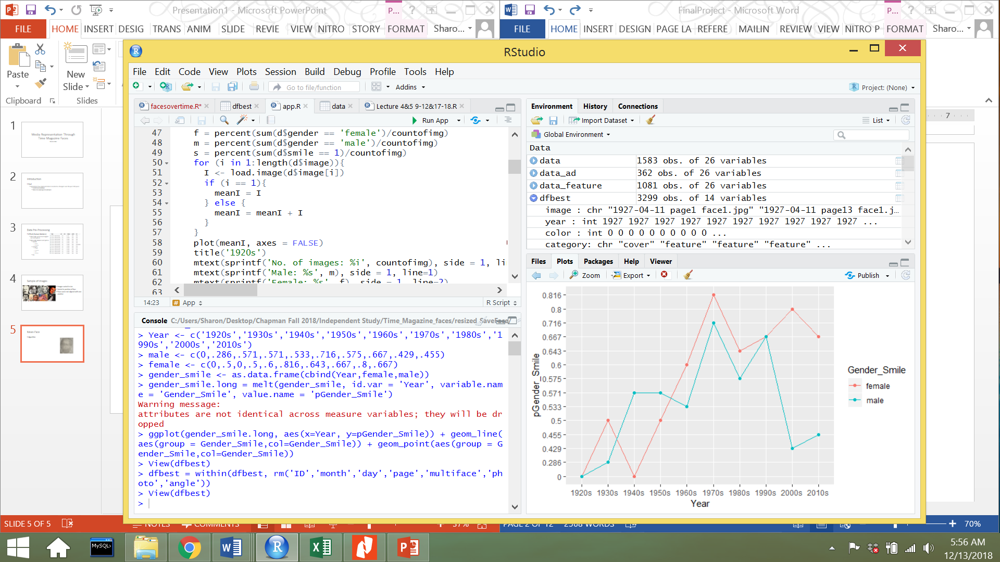 Presentation1 - Microsoft PowerPoint
P...
?
FinalProject - Microsoft Word
P...
?
FILE HOME INSERT DESIG TRANS ANIM SLIDE REVIE VIEW NITRO STORY FORMAT Sharo...
FILE HOME INSERT DESIGN PAGE LA REFERE MAILIN REVIEW VIEW NITRO P FORMAT Sharo...
Paste
New
Slide
Clipboard
Slides
1
Media Representation Through
Time Magazine Faces
2
Introduction
3
Data Pre-Processing
4
Sample of Images
5
Mean-Face
RStudio
File Edit Code View Plots Session Build Debug Profile Tools Help
Go to file/function
Addins
Project: (None)
facesovertime.R*
dfbest
app.R
data
Lecture 4&5 9-12&17-18.R
Run App
47 f = percent(sum(d$gender == 'female')/countofimg)
48 m = percent(sum(d$gender == 'male')/countofimg)
49 s = percent(sum(d$smile == 1)/countofimg)
50 for (i in 1:length(d$image)){
51 I <- load.image(d$image[i])
52 if (i == 1){
53 meanI = I
54 } else {
55 meanI = meanI + I
56 }
57 }
58 plot(meanI, axes = FALSE)
59 title('1920s')
60 mtext(sprintf('No. of images: %i', countofimg), side = 1, li
61 mtext(sprintf('Male: %s', m), side = 1, line=1)
62 mtext(sprintf('Female: %s', f), side = 1, line=2)
63
14:23
App
R Script
Console C:/Users/Sharon/Desktop/Chapman Fall 2018/Independent Study/Time_Magazine_faces/resized_SaveFace/
> Year <- c('1920s','1930s','1940s','1950s','1960s','1970s','1980s','1
990s','2000s','2010s')
> male <- c(0,.286,.571,.571,.533,.716,.575,.667,.429,.455)
> female <- c(0,.5,0,.5,.6,.816,.643,.667,.8,.667)
> gender_smile <- as.data.frame(cbind(Year,female,male))
> gender_smile.long = melt(gender_smile, id.var = 'Year', variable.nam
e = 'Gender_Smile', value.name = 'pGender_Smile')
Warning message:
attributes are not identical across measure variables; they will be dr
opped
> ggplot(gender_smile.long, aes(x=Year, y=pGender_Smile)) + geom_line(
aes(group = Gender_Smile,col=Gender_Smile)) + geom_point(aes(group = G
ender_Smile,col=Gender_Smile))
> View(dfbest)
> dfbest = within(dfbest, rm('ID','month','day','page','multiface','ph
oto','angle'))
> View(dfbest)
>
Environment History Connections
Import Dataset
List
Global Environment
Data
data 1583 obs. of 26 variables
data_ad 362 obs. of 26 variables
data_feature 1081 obs. of 26 variables
dfbest 3299 obs. of 14 variables
image : chr "1927-04-11 page1 face1.jpg" "1927-04-11 page13 face1.j...
year : int 1927 1927 1927 1927 1927 1927 1927 1927 1927 ...
color : int 0 0 0 0 0 0 0 0 0 0 ...
category: chr "cover" "feature" "feature" "feature" ...
Files Plots Packages Help Viewer
Zoom
Export
Publish
0.816
0.8
0.716
0.667
0.643
0.6
0.575
0.571
0.533
0.5
0.455
0.429
0.286
0
pGender_Smile
1920s 1930s 1940s 1950s 1960s 1970s 1980s 1990s 2000s 2010s
Year
Gender_Smile
female
male
7
SLIDE 5 OF 5
NOTES
COMMENTS
37%
PAGE 2 OF 12
2568 WORDS
70%
MySQL>
5:56 AM
12/13/2018